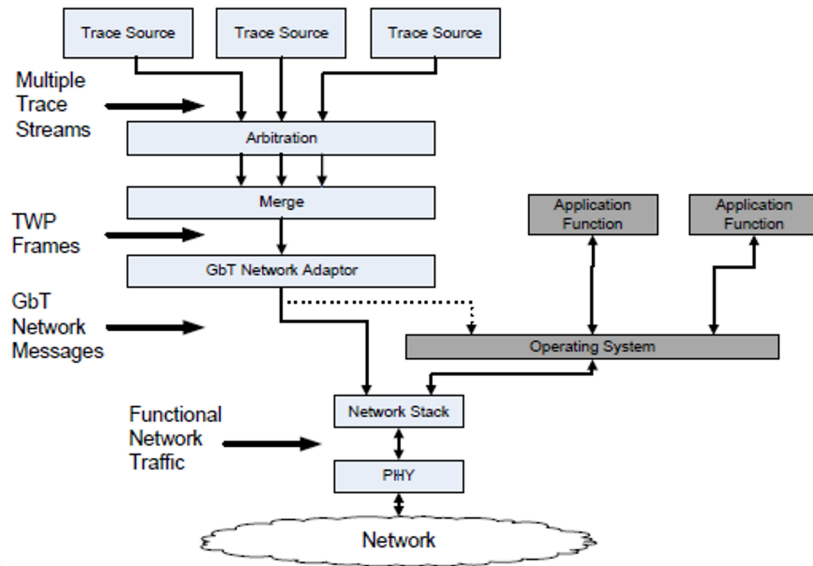 Trace Source
Trace Source
Trace Source
Multiple
Trace
Streams
Arbitration
Merge
TWP
Frames
GbT Network Adaptor
Application
Function
Application
Function
GbT
Network
Messages
Operating System
Network Stack
Functional
Network
Traffic
PHY
Network